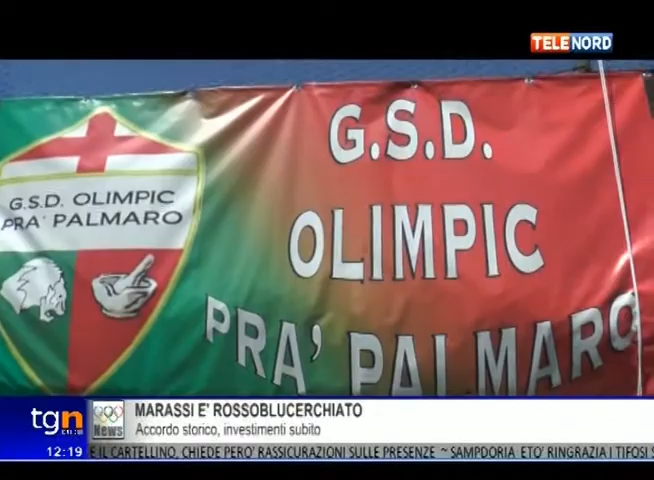 TELENORD
G.S.D.
OLIMPIC
PRA' PALMARO
G.S.D. OLIMPIC
PRA' PALMARO
tgn
News
MARASSI E' ROSSOBLUCERCHIATO
Accordo storico, investimenti subito
12:19
E IL CARTELLINO, CHIEDE PERO' RASSICURAZIONI SULLE PRESENZE ~ SAMPDORIA ETO' RINGRAZIA I TIFOSI